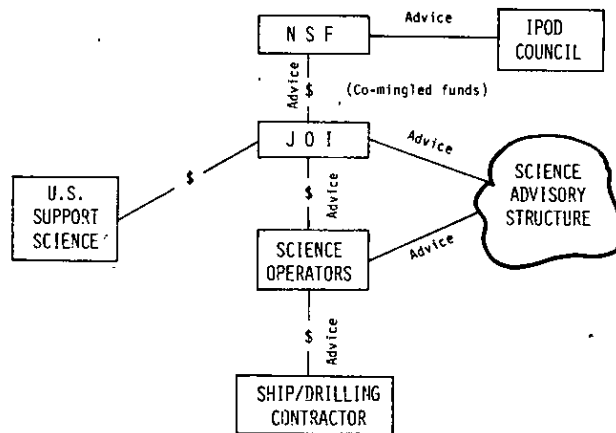 Advice
N S F
IPOD
COUNCIL
Advice
$
(Co-mingled funds)
J O I
Advice
$
$
Advice
SCIENCE
ADVISORY
STRUCTURE
U.S.
SUPPORT
SCIENCE
SCIENCE
OPERATORS
Advice
$
Advice
SHIP/DRILLING
CONTRACTOR